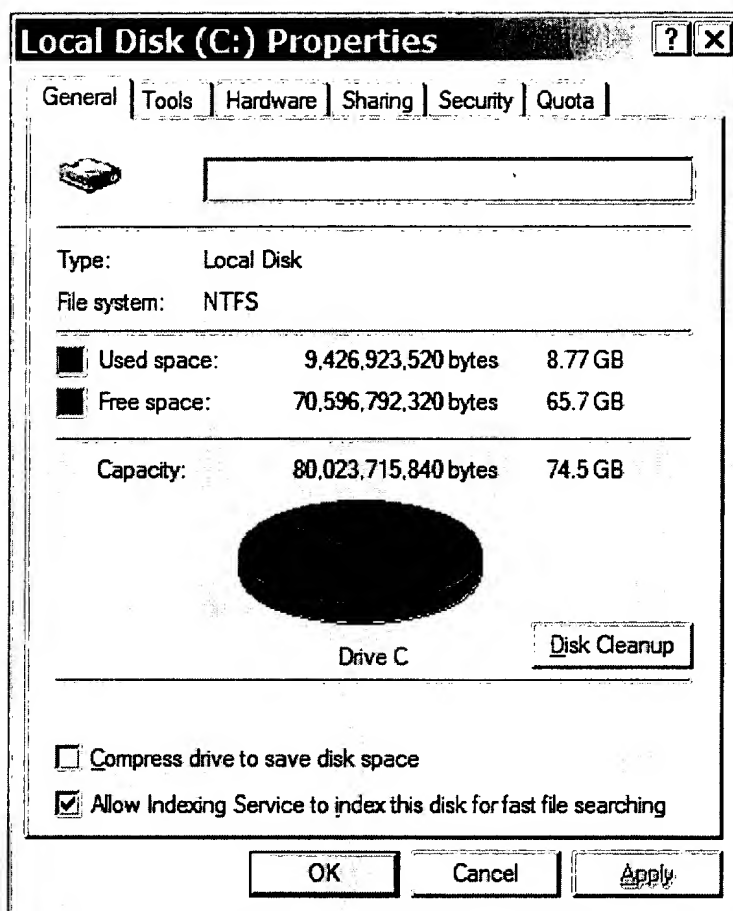 Local Disk (C:) Properties ? X
General Tools Hardware Sharing Security Quota
Type: Local Disk
File system: NTFS
Used space: 9,426,923,520 bytes 8.77 GB
Free space: 70,596,792,320 bytes 65.7 GB
Capacity: 80,023,715,840 bytes 74.5 GB
Drive C
Disk Cleanup
Compress drive to save disk space
Allow Indexing Service to index this disk for fast file searching
OK Cancel Apply